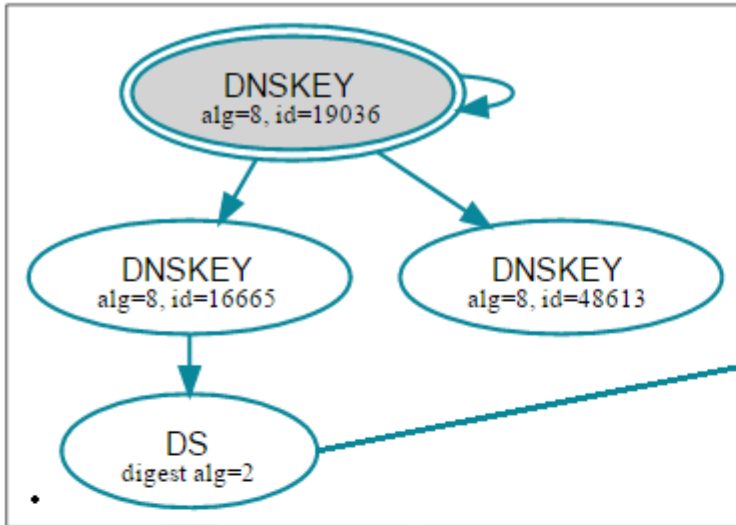 DNSKEY
alg=8, id=19036
DNSKEY
alg=8, id=16665
DNSKEY
alg=8, id=48613
DS
digest alg=2
.